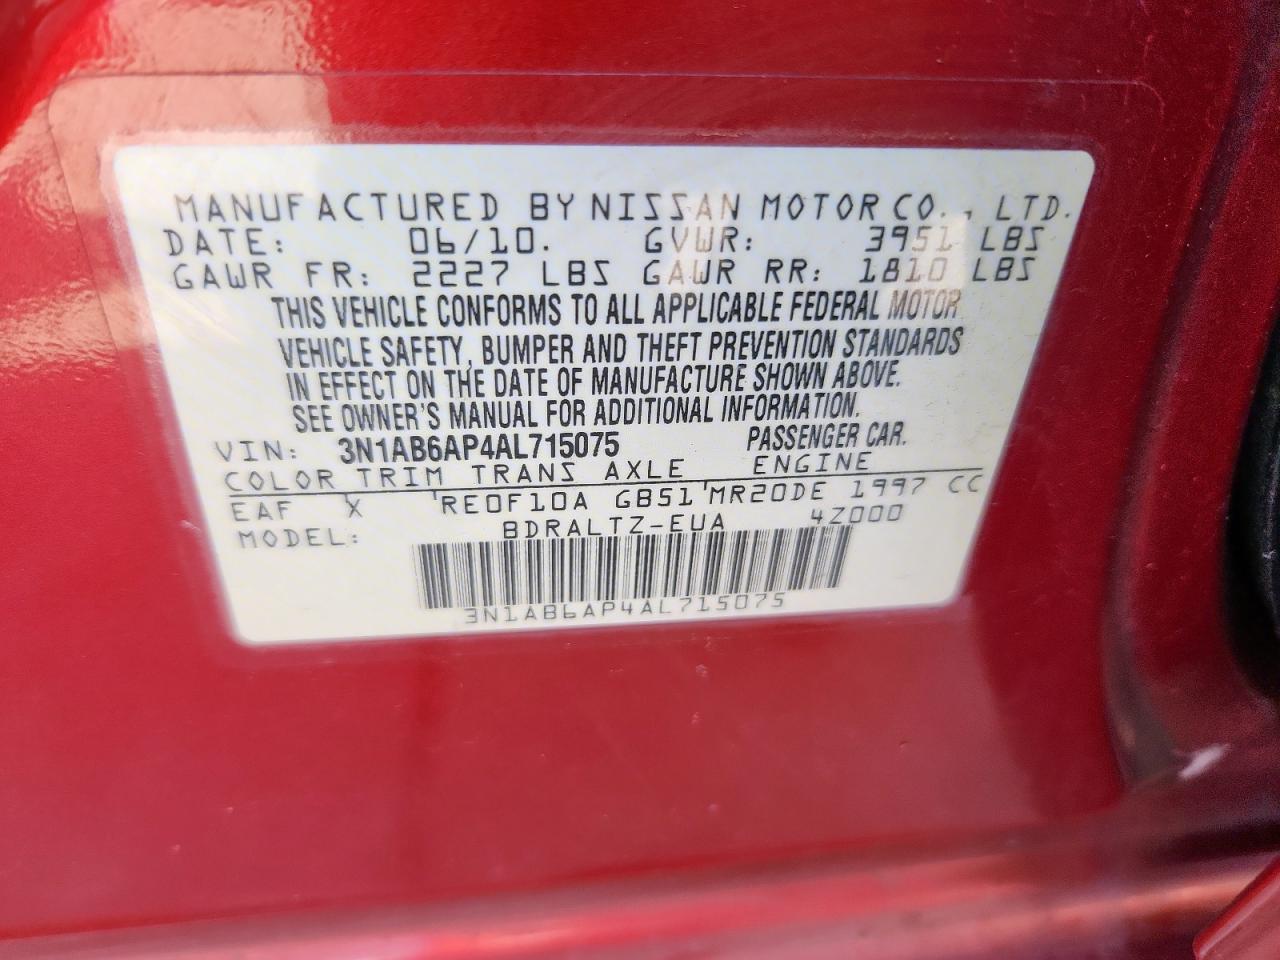 MANUFACTURED BY NISSAN MOTOR CO., LTD.
DATE: 06/10. GVWR: 3951 LBS
GAWR FR: 2227 LBS GAWR RR: 1810 LBS
THIS VEHICLE CONFORMS TO ALL APPLICABLE FEDERAL MOTOR
VEHICLE SAFETY, BUMPER AND THEFT PREVENTION STANDARDS
IN EFFECT ON THE DATE OF MANUFACTURE SHOWN ABOVE.
SEE OWNER'S MANUAL FOR ADDITIONAL INFORMATION.
VIN: 3N1AB6AP4AL715075 PASSENGER CAR.
COLOR TRIM TRANS AXLE ENGINE
EAF X RE0F10A GB51 MR20DE 1997 CC
MODEL: BDRALTZ-EUA 4Z000
3N1AB6AP4AL715075